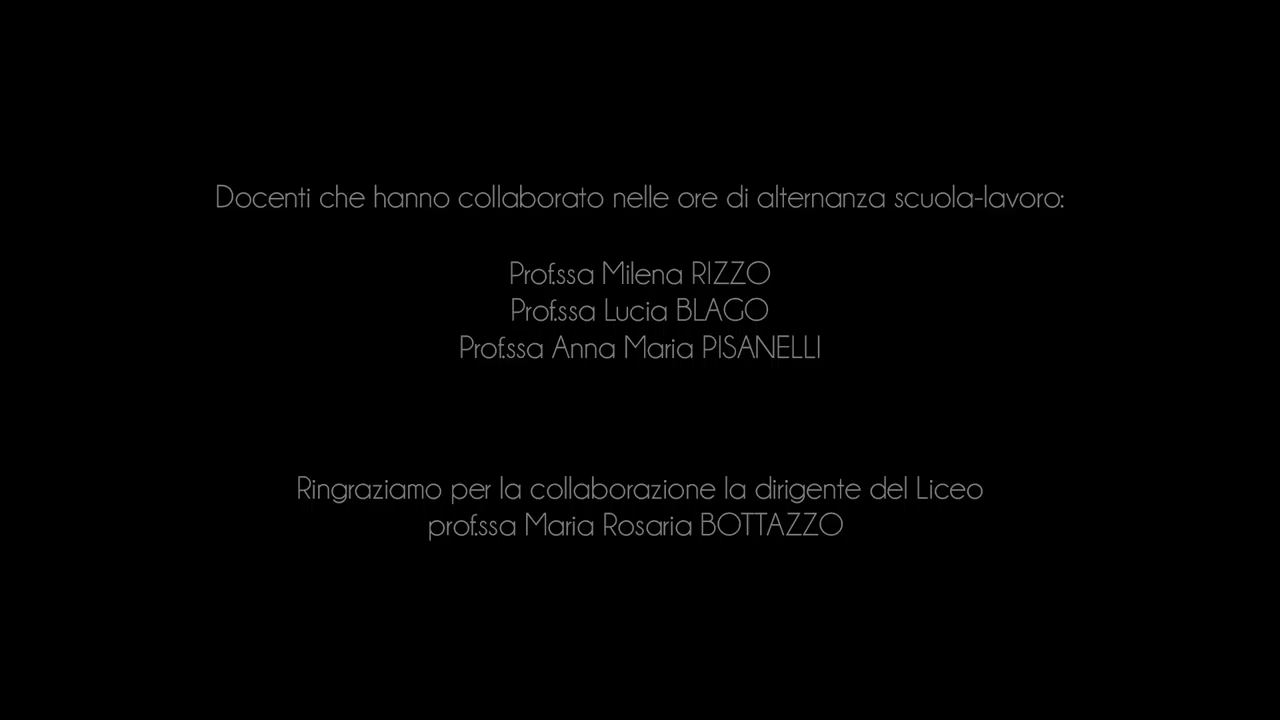 Docenti che hanno collaborato nelle ore di alternanza scuola-lavoro:
Prof.ssa Milena RIZZO
Prof.ssa Lucia BLAGO
Prof.ssa Anna Maria PISANELLI
Ringraziamo per la collaborazione la dirigente del Liceo
prof.ssa Maria Rosaria BOTTAZZO